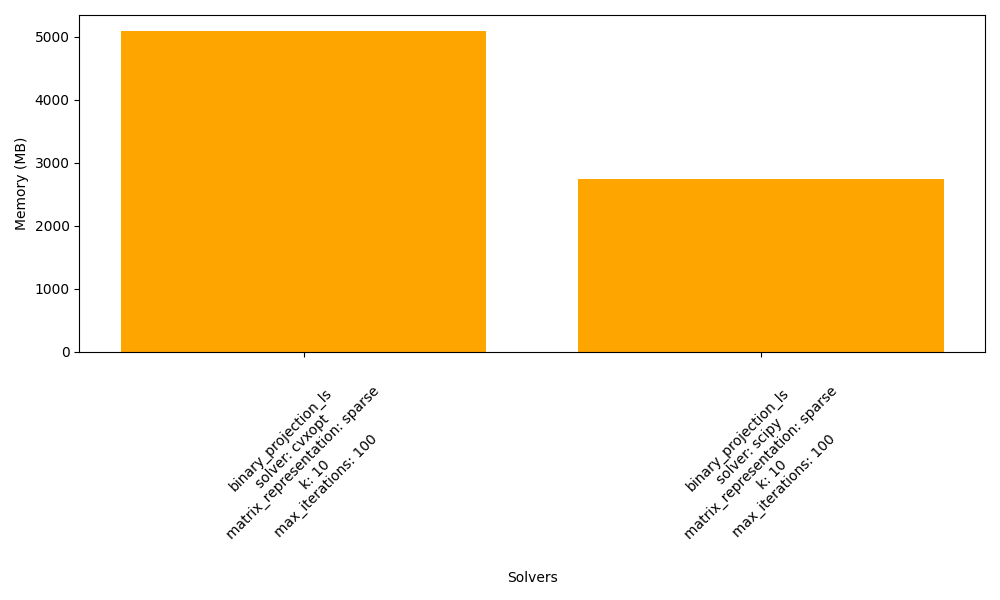 5000
4000
3000
2000
1000
0
Memory (MB)
binary_projection_ls
solver: cvxopt
matrix_representation: sparse
k: 10
max_iterations: 100
binary_projection_ls
solver: scipy
matrix_representation: sparse
k: 10
max_iterations: 100
Solvers